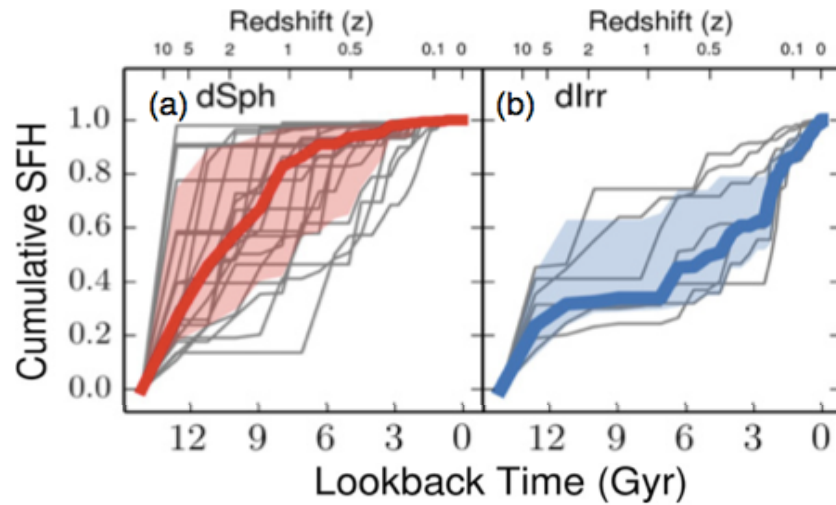 Redshift (z) Redshift (z)
10 5 2 1 0.5 0.1 0 10 5 2 1 0.5 0.1 0
(a) dSph (b) dIrr
1.0
0.8
0.6
0.4
0.2
0.0
Cumulative SFH
12 9 6 3 0 12 9 6 3 0
Lookback Time (Gyr)